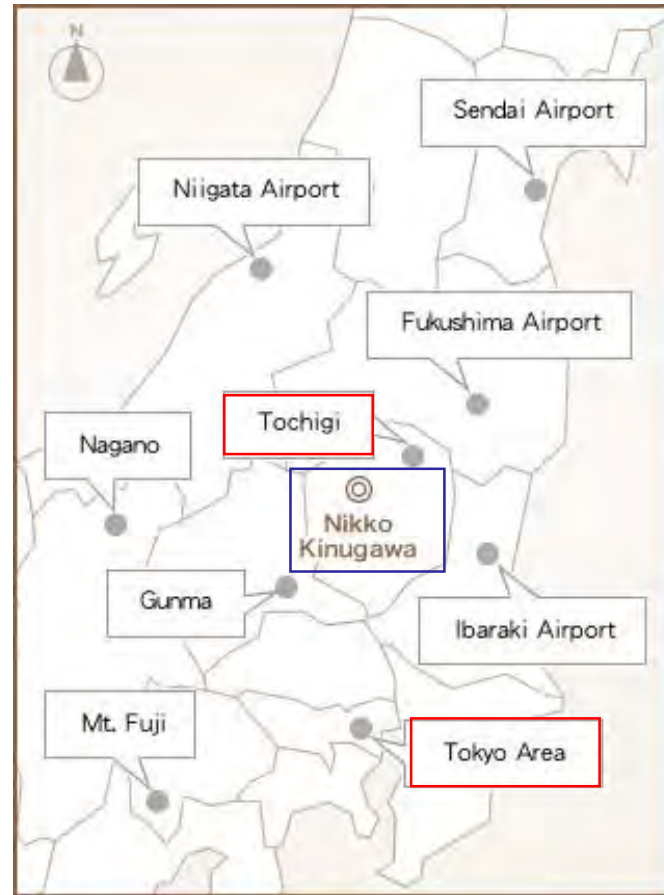 N
Sendai Airport
Niigata Airport
Fukushima Airport
Tochigi
Nagano
Nikko
Kinugawa
Gunma
Ibaraki Airport
Mt. Fuji
Tokyo Area